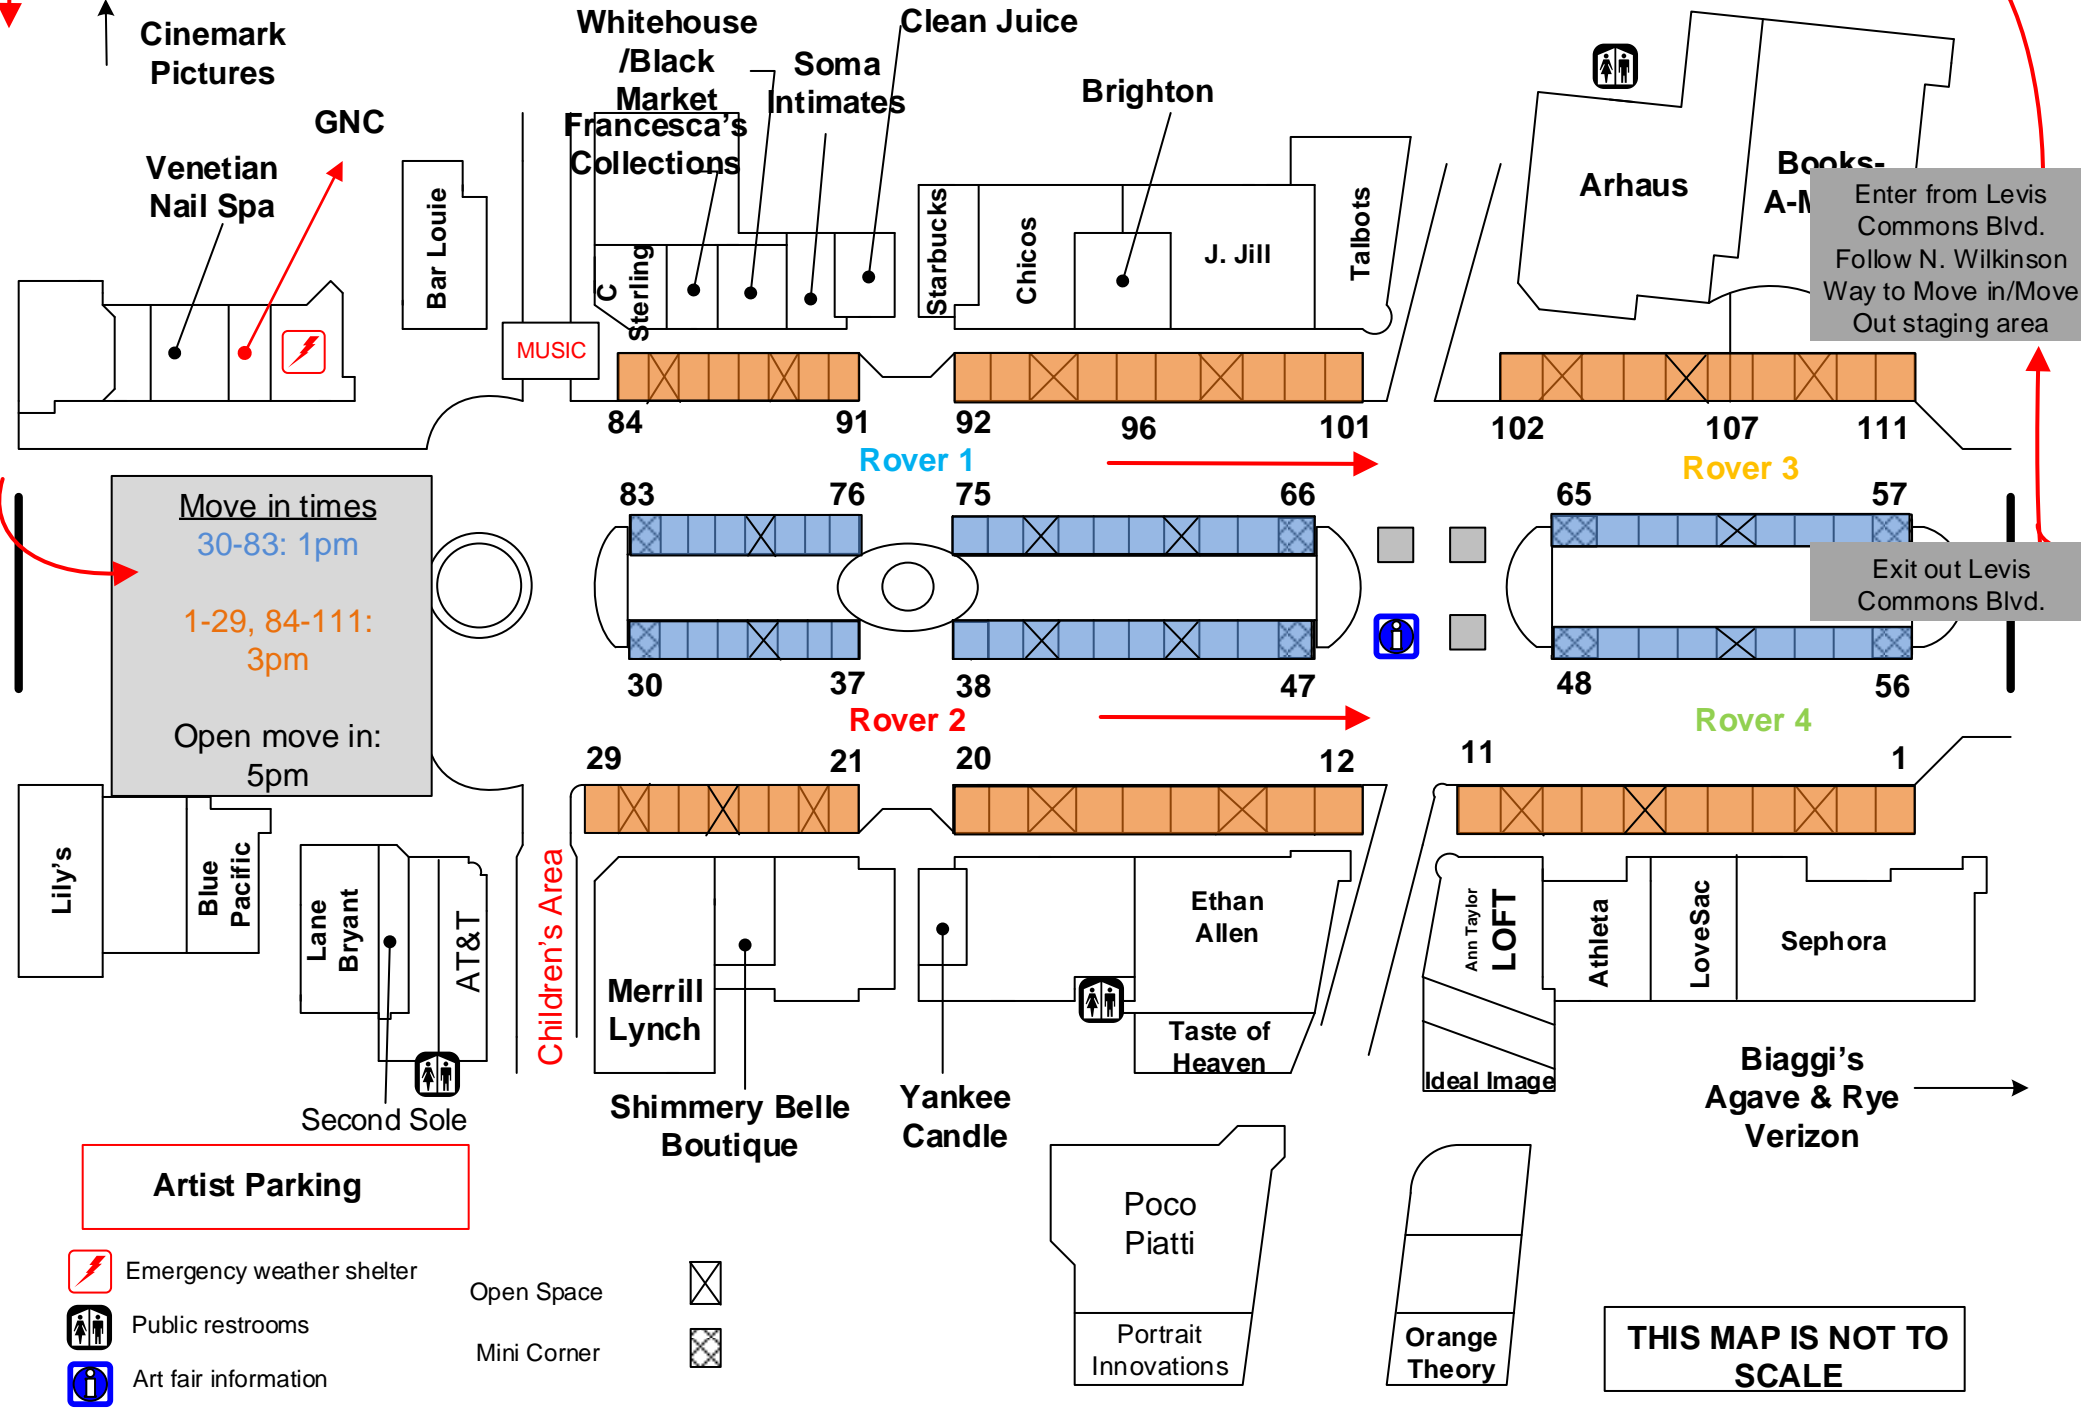 Cinemark
Pictures
Whitehouse
/Black
Market
Francesca's
Collections
Soma
Intimates
Clean Juice
Brighton
GNC
Venetian
Nail Spa
Bar Louie
C
Sterling
Starbucks
Chicos
J. Jill
Talbots
Arhaus
Books-
A-M
Enter from Levis
Commons Blvd.
Follow N. Wilkinson
Way to Move in/Move
Out staging area
MUSIC
84
91
92
96
101
102
107
111
Rover 1
Rover 3
Move in times
30-83: 1pm
1-29, 84-111:
3pm
Open move in:
5pm
83
76
75
66
65
57
Exit out Levis
Commons Blvd.
30
37
38
47
48
56
Rover 2
Rover 4
29
21
20
12
11
1
Lily's
Blue
Pacific
Lane
Bryant
AT&T
Children's Area
Merrill
Lynch
Ethan
Allen
Taste of
Heaven
Ann Taylor
LOFT
Athleta
LoveSac
Sephora
Ideal Image
Second Sole
Shimmery Belle
Boutique
Yankee
Candle
Biaggi's
Agave & Rye
Verizon
Artist Parking
Poco
Piatti
Portrait
Innovations
Orange
Theory
Emergency weather shelter
Public restrooms
Art fair information
Open Space
Mini Corner
THIS MAP IS NOT TO
SCALE